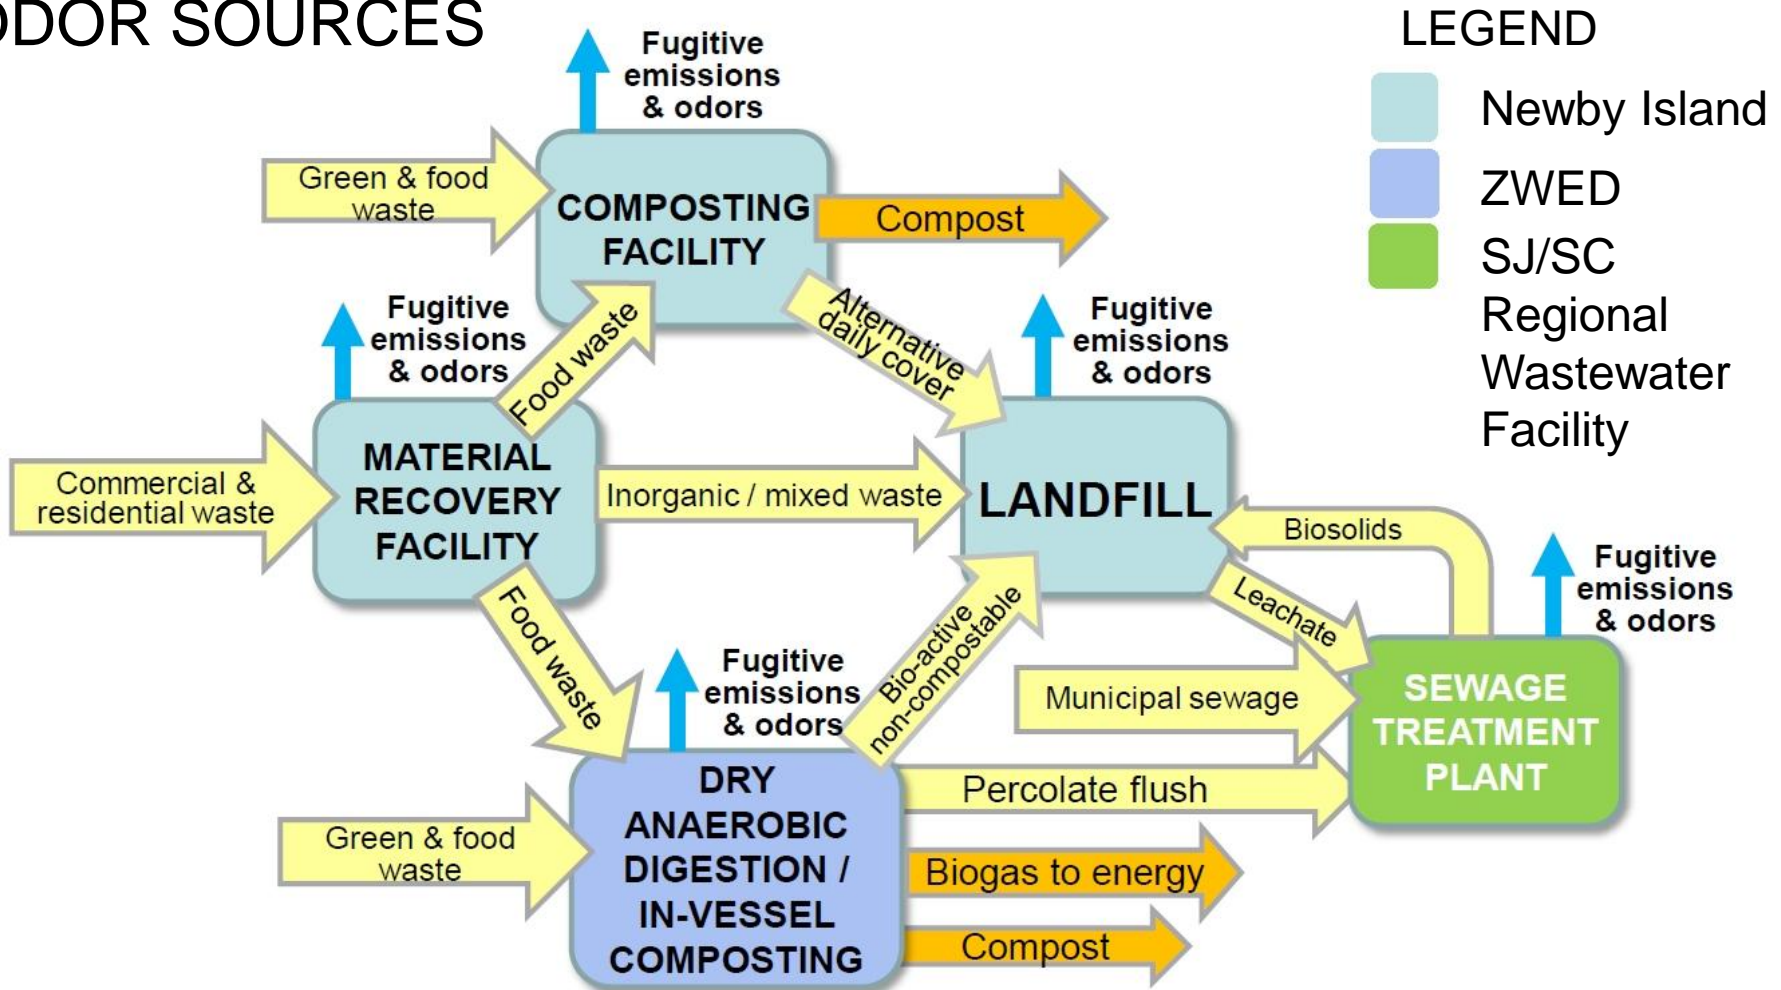 ODOR SOURCES
LEGEND
Newby Island
ZWED
SJ/SC
Regional
Wastewater
Facility
Fugitive
emissions
& odors
Green & food
waste
COMPOSTING
FACILITY
Compost
Fugitive
emissions
& odors
Food waste
Alternative
daily cover
Fugitive
emissions
& odors
Commercial &
residential waste
MATERIAL
RECOVERY
FACILITY
Inorganic / mixed waste
LANDFILL
Biosolids
Leachate
Fugitive
emissions
& odors
Food waste
Fugitive
emissions
& odors
Bio-active
non-compostable
Municipal sewage
SEWAGE
TREATMENT
PLANT
Green & food
waste
DRY
ANAEROBIC
DIGESTION /
IN-VESSEL
COMPOSTING
Percolate flush
Biogas to energy
Compost